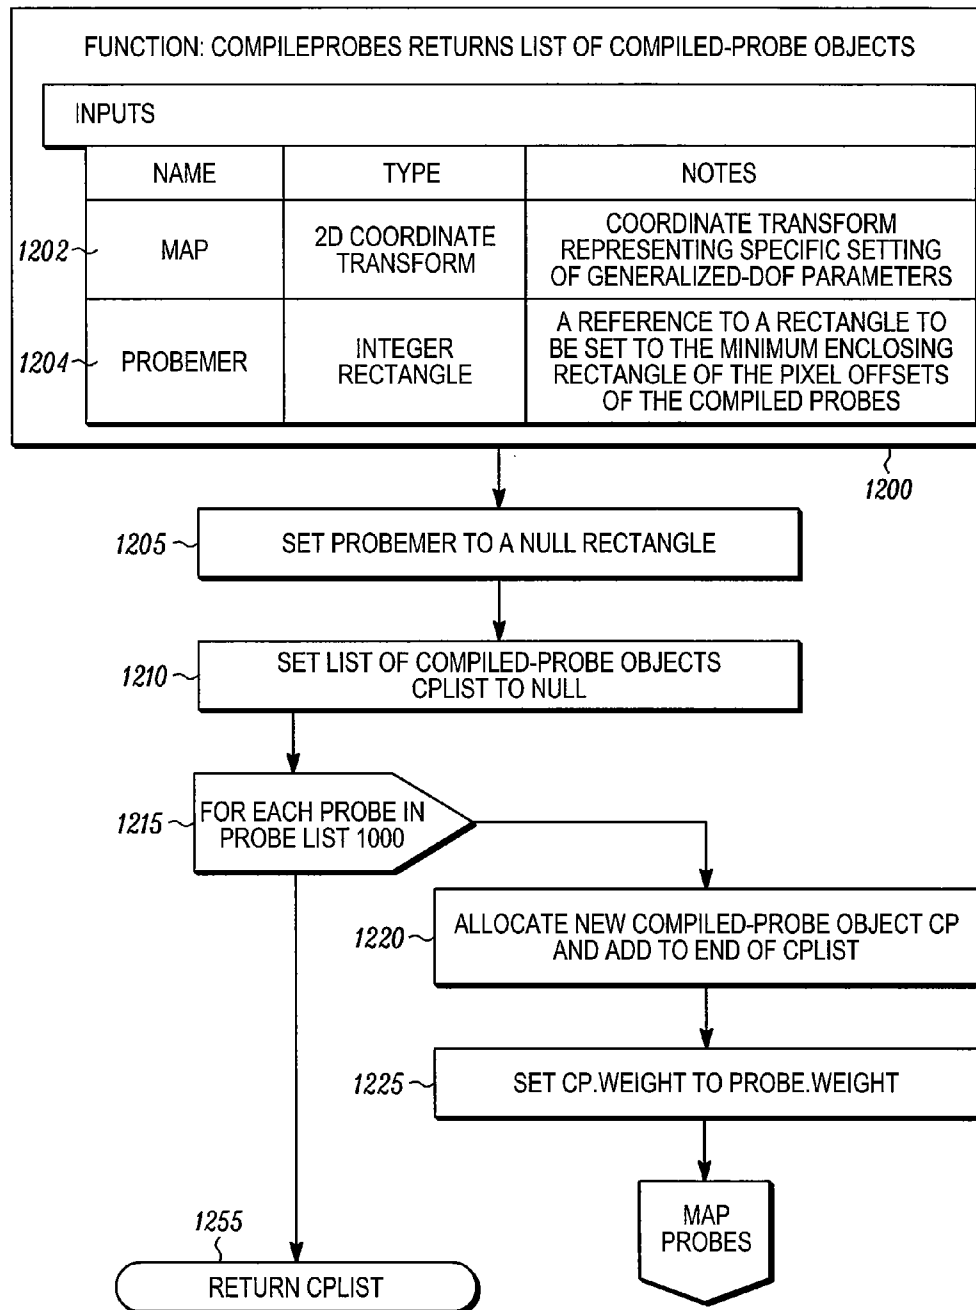 FUNCTION: COMPILEPROBES RETURNS LIST OF COMPILED-PROBE OBJECTS
INPUTS
NAME
TYPE
NOTES
1202
MAP
2D COORDINATE
TRANSFORM
COORDINATE TRANSFORM
REPRESENTING SPECIFIC SETTING
OF GENERALIZED-DOF PARAMETERS
1204
PROBEMER
INTEGER
RECTANGLE
A REFERENCE TO A RECTANGLE TO
BE SET TO THE MINIMUM ENCLOSING
RECTANGLE OF THE PIXEL OFFSETS
OF THE COMPILED PROBES
1200
1205
SET PROBEMER TO A NULL RECTANGLE
1210
SET LIST OF COMPILED-PROBE OBJECTS
CPLIST TO NULL
1215
FOR EACH PROBE IN
PROBE LIST 1000
1220
ALLOCATE NEW COMPILED-PROBE OBJECT CP
AND ADD TO END OF CPLIST
1225
SET CP.WEIGHT TO PROBE.WEIGHT
MAP
PROBES
1255
RETURN CPLIST